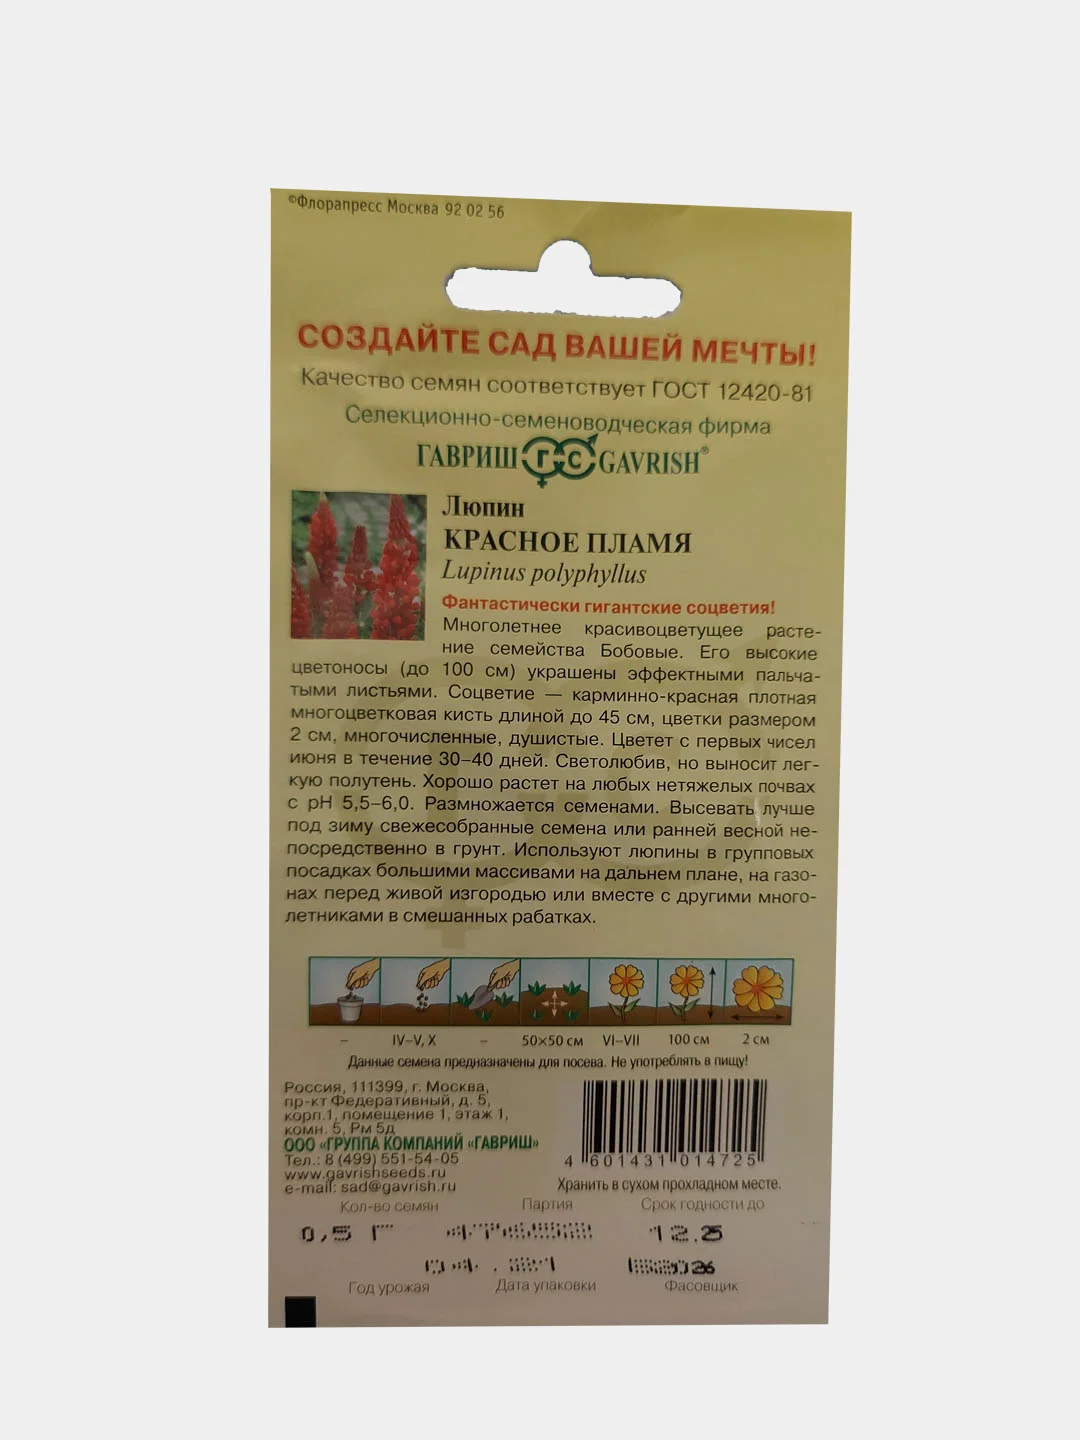 ©Флорапресс Москва 92 02 56
СОЗДАЙТЕ САД ВАШЕЙ МЕЧТЫ!
Качество семян соответствует ГОСТ 12420-81
Селекционно-семеноводческая фирма
ГАВРИШ ГС GAVRISH®
Люпин
КРАСНОЕ ПЛАМЯ
Lupinus polyphyllus
Фантастически гигантские соцветия!
Многолетнее красивоцветущее расте-
ние семейства Бобовые. Его высокие
цветоносы (до 100 см) украшены эффектными пальча-
тыми листьями. Соцветие — карминно-красная плотная
многоцветковая кисть длиной до 45 см, цветки размером
2 см, многочисленные, душистые. Цветет с первых чисел
июня в течение 30–40 дней. Светолюбив, но выносит лег-
кую полутень. Хорошо растет на любых нетяжелых почвах
с pH 5,5–6,0. Размножается семенами. Высевать лучше
под зиму свежесобранные семена или ранней весной не-
посредственно в грунт. Используют люпины в групповых
посадках большими массивами на дальнем плане, на газо-
нах перед живой изгородью или вместе с другими много-
летниками в смешанных рабатках.
– IV–V, X – 50×50 см VI–VII 100 см 2 см
Данные семена предназначены для посева. Не употреблять в пищу!
Россия, 111399, г. Москва,
пр-кт Федеративный, д. 5,
корп.1, помещение 1, этаж 1,
комн. 5, Рм 5д
ООО «ГРУППА КОМПАНИЙ «ГАВРИШ»
Тел.: 8 (499) 551-54-05
www.gavrishseeds.ru
e-mail: sad@gavrish.ru
4 601431 014725
Хранить в сухом прохладном месте.
Кол-во семян Партия Срок годности до
0,5 Г 12.25
Год урожая Дата упаковки Фасовщик